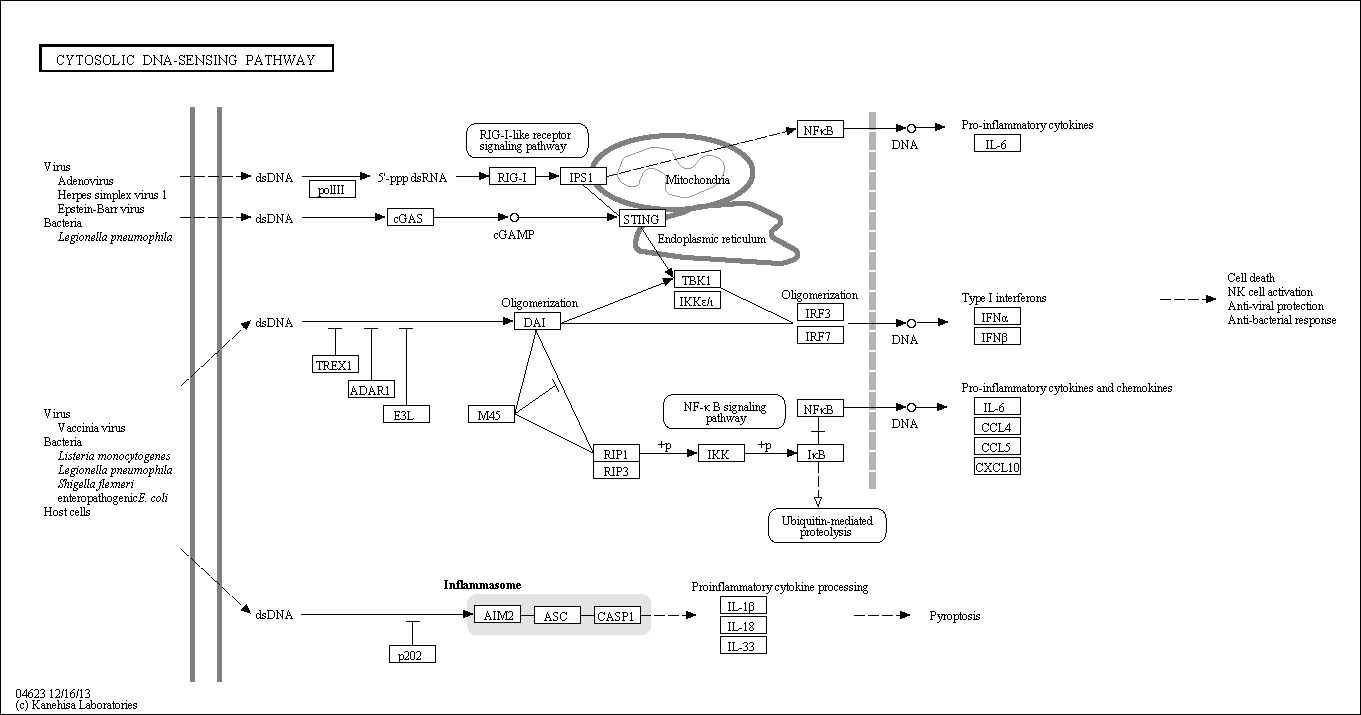 CYTOSOLIC DNA-SENSING PATHWAY
RIG-I-like receptor
signaling pathway
NFκB
DNA
Pro-inflammatory cytokines
IL-6
Virus
Adenovirus
Herpes simplex virus 1
Epstein-Barr virus
Bacteria
Legionella pneumophila
dsDNA
polIII
5'-ppp dsRNA
RIG-I
IPS1
Mitochondria
dsDNA
cGAS
cGAMP
STING
Endoplasmic reticulum
TBK1
IKKε/ι
Oligomerization
DAI
dsDNA
TREX1
ADAR1
E3L
Oligomerization
IRF3
IRF7
DNA
Type I interferons
IFNα
IFNβ
Cell death
NK cell activation
Anti-viral protection
Anti-bacterial response
Virus
Vaccinia virus
Bacteria
Listeria monocytogenes
Legionella pneumophila
Shigella flexneri
enteropathogenicE. coli
Host cells
M45
RIP1
RIP3
+p
IKK
+p
IκB
NF-κ B signaling
pathway
NFκB
DNA
Pro-inflammatory cytokines and chemokines
IL-6
CCL4
CCL5
CXCL10
Ubiquitin-mediated
proteolysis
dsDNA
p202
Inflammasome
AIM2
ASC
CASP1
Proinflammatory cytokine processing
IL-1β
IL-18
IL-33
Pyroptosis
04623 12/16/13
(c) Kanehisa Laboratories